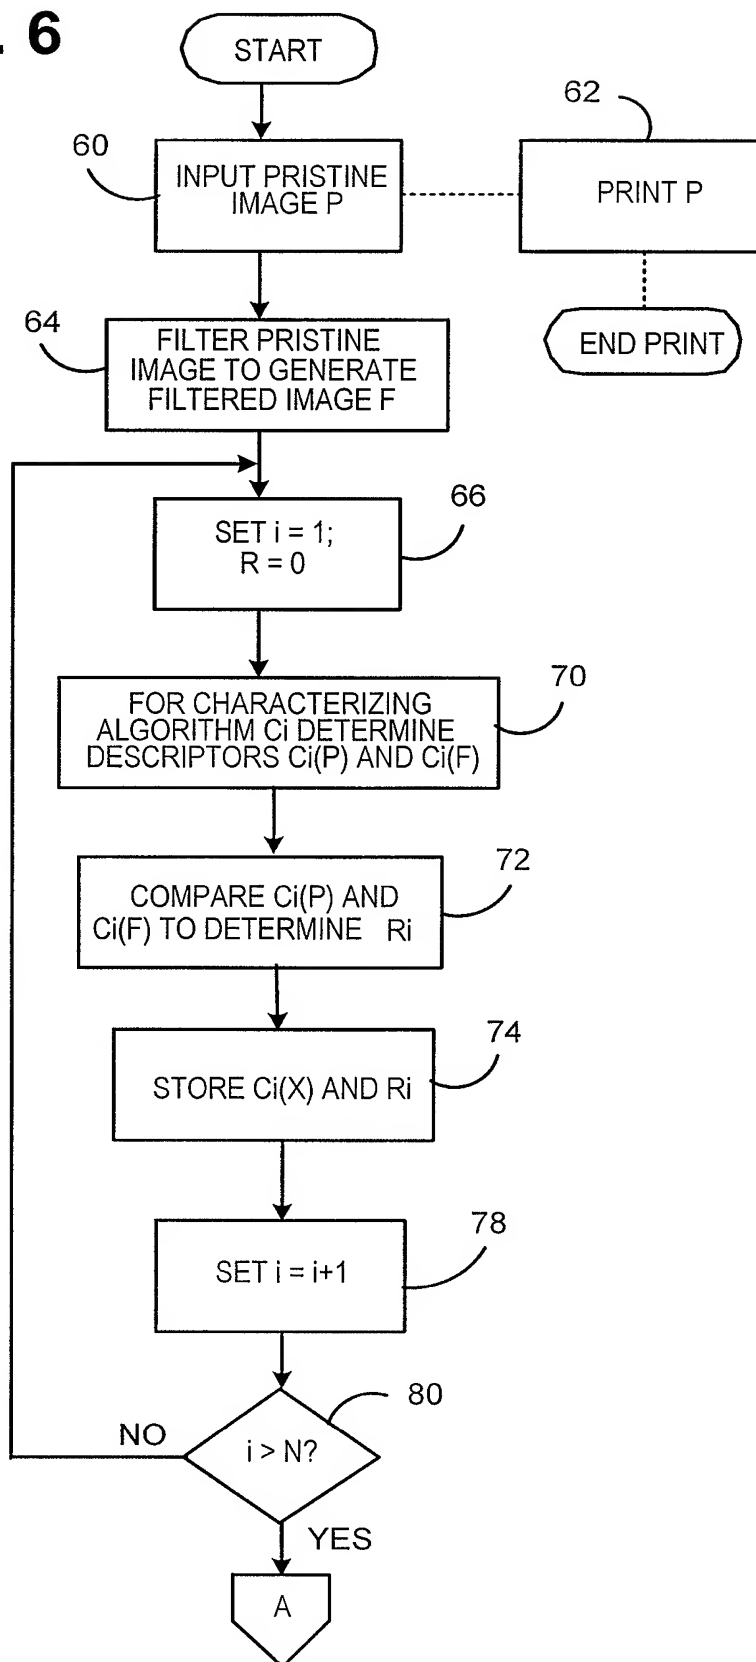 . 6
START
62
60
INPUT PRISTINE
IMAGE P
PRINT P
64
FILTER PRISTINE
IMAGE TO GENERATE
FILTERED IMAGE F
END PRINT
66
SET i = 1;
R = 0
70
FOR CHARACTERIZING
ALGORITHM Ci DETERMINE
DESCRIPTORS Ci(P) AND Ci(F)
72
COMPARE Ci(P) AND
Ci(F) TO DETERMINE Ri
74
STORE Ci(X) AND Ri
78
SET i = i+1
80
NO
i > N?
YES
A